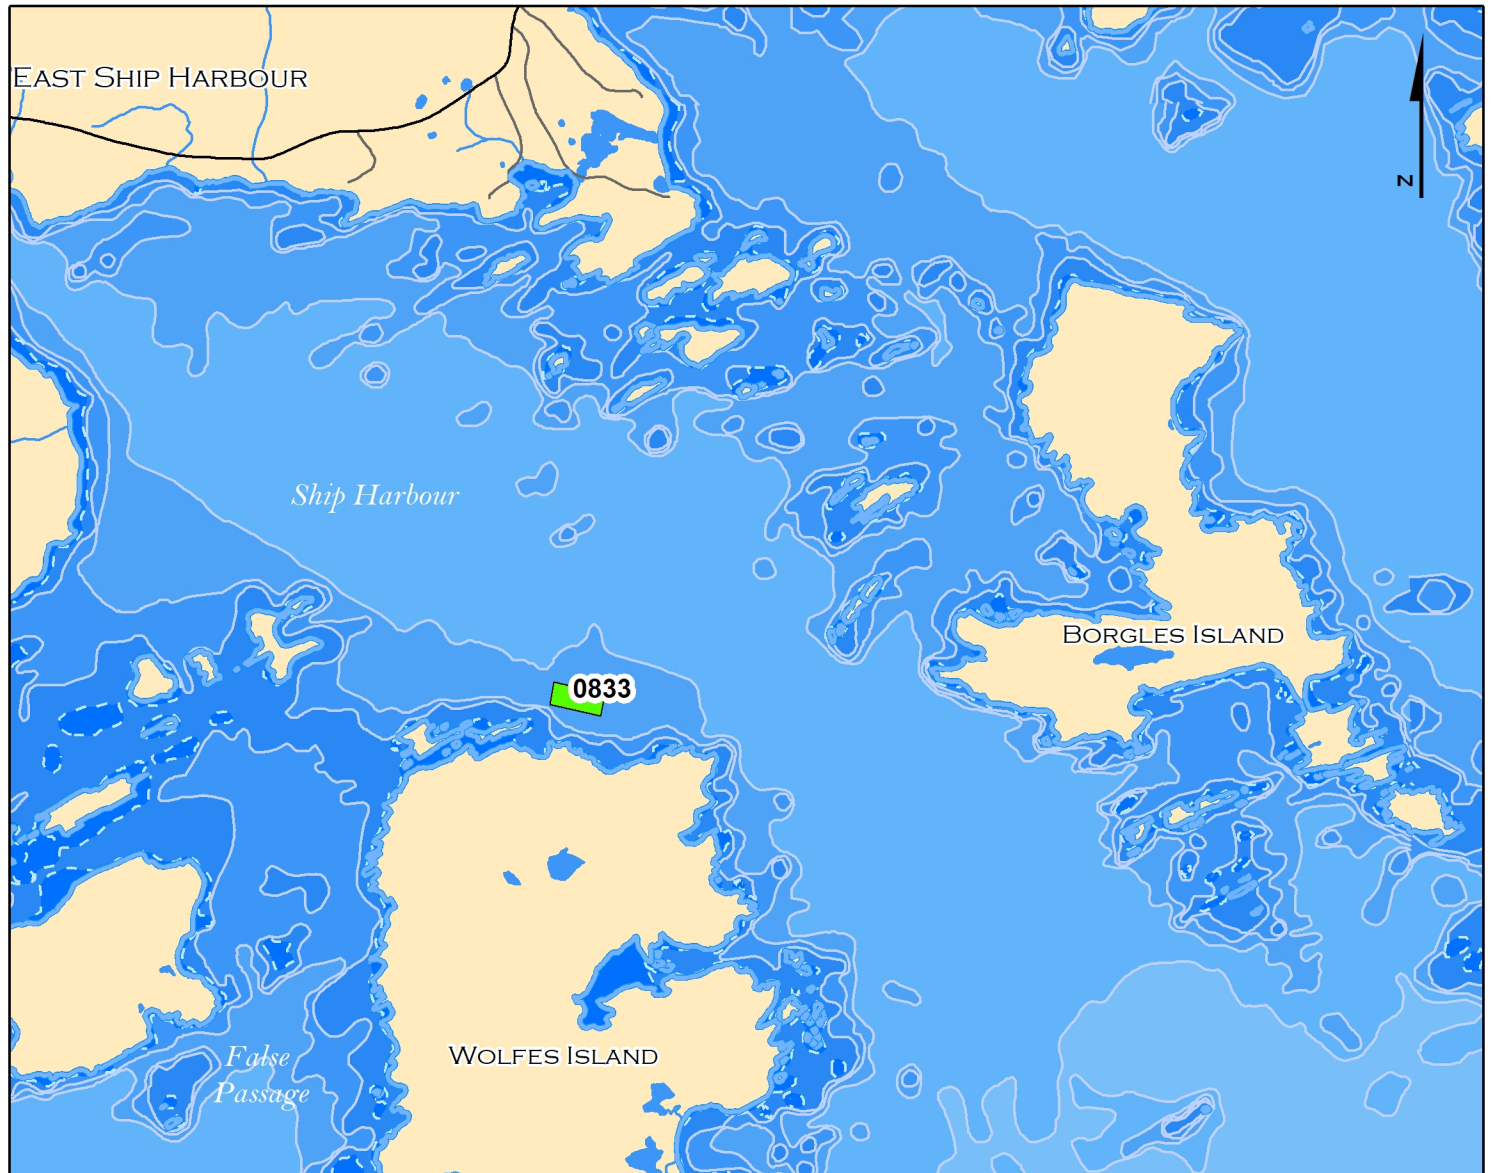 EAST SHIP HARBOUR
N
Ship Harbour
BORGLES ISLAND
0833
WOLFES ISLAND
False
Passage